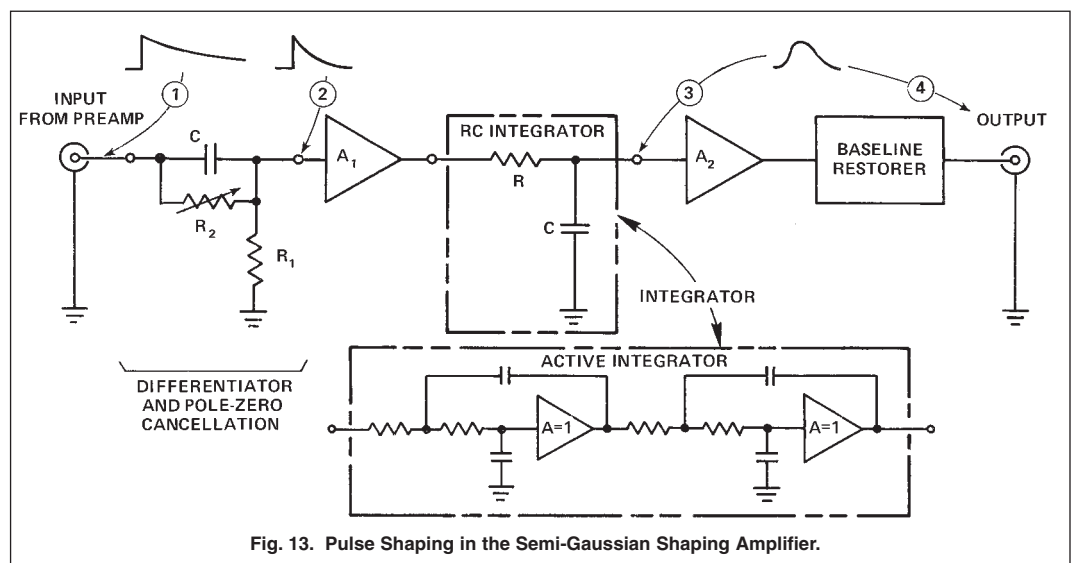 1
2
3
4
INPUT
FROM PREAMP
OUTPUT
C
R₂
R₁
A₁
RC INTEGRATOR
R
C
A₂
BASELINE
RESTORER
INTEGRATOR
DIFFERENTIATOR
AND POLE-ZERO
CANCELLATION
ACTIVE INTEGRATOR
A=1
A=1
Fig. 13. Pulse Shaping in the Semi-Gaussian Shaping Amplifier.